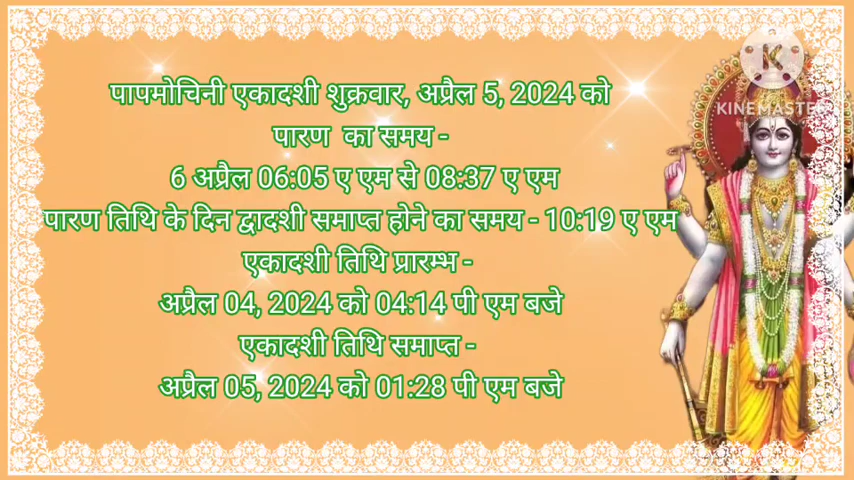 पापमोचिनी एकादशी शुक्रवार, अप्रैल 5, 2024 को
पारण का समय -
6 अप्रैल 06:05 ए एम से 08:37 ए एम
पारण तिथि के दिन द्वादशी समाप्त होने का समय - 10:19 ए एम
एकादशी तिथि प्रारम्भ -
अप्रैल 04, 2024 को 04:14 पी एम बजे
एकादशी तिथि समाप्त -
अप्रैल 05, 2024 को 01:28 पी एम बजे
K
KINEMASTER